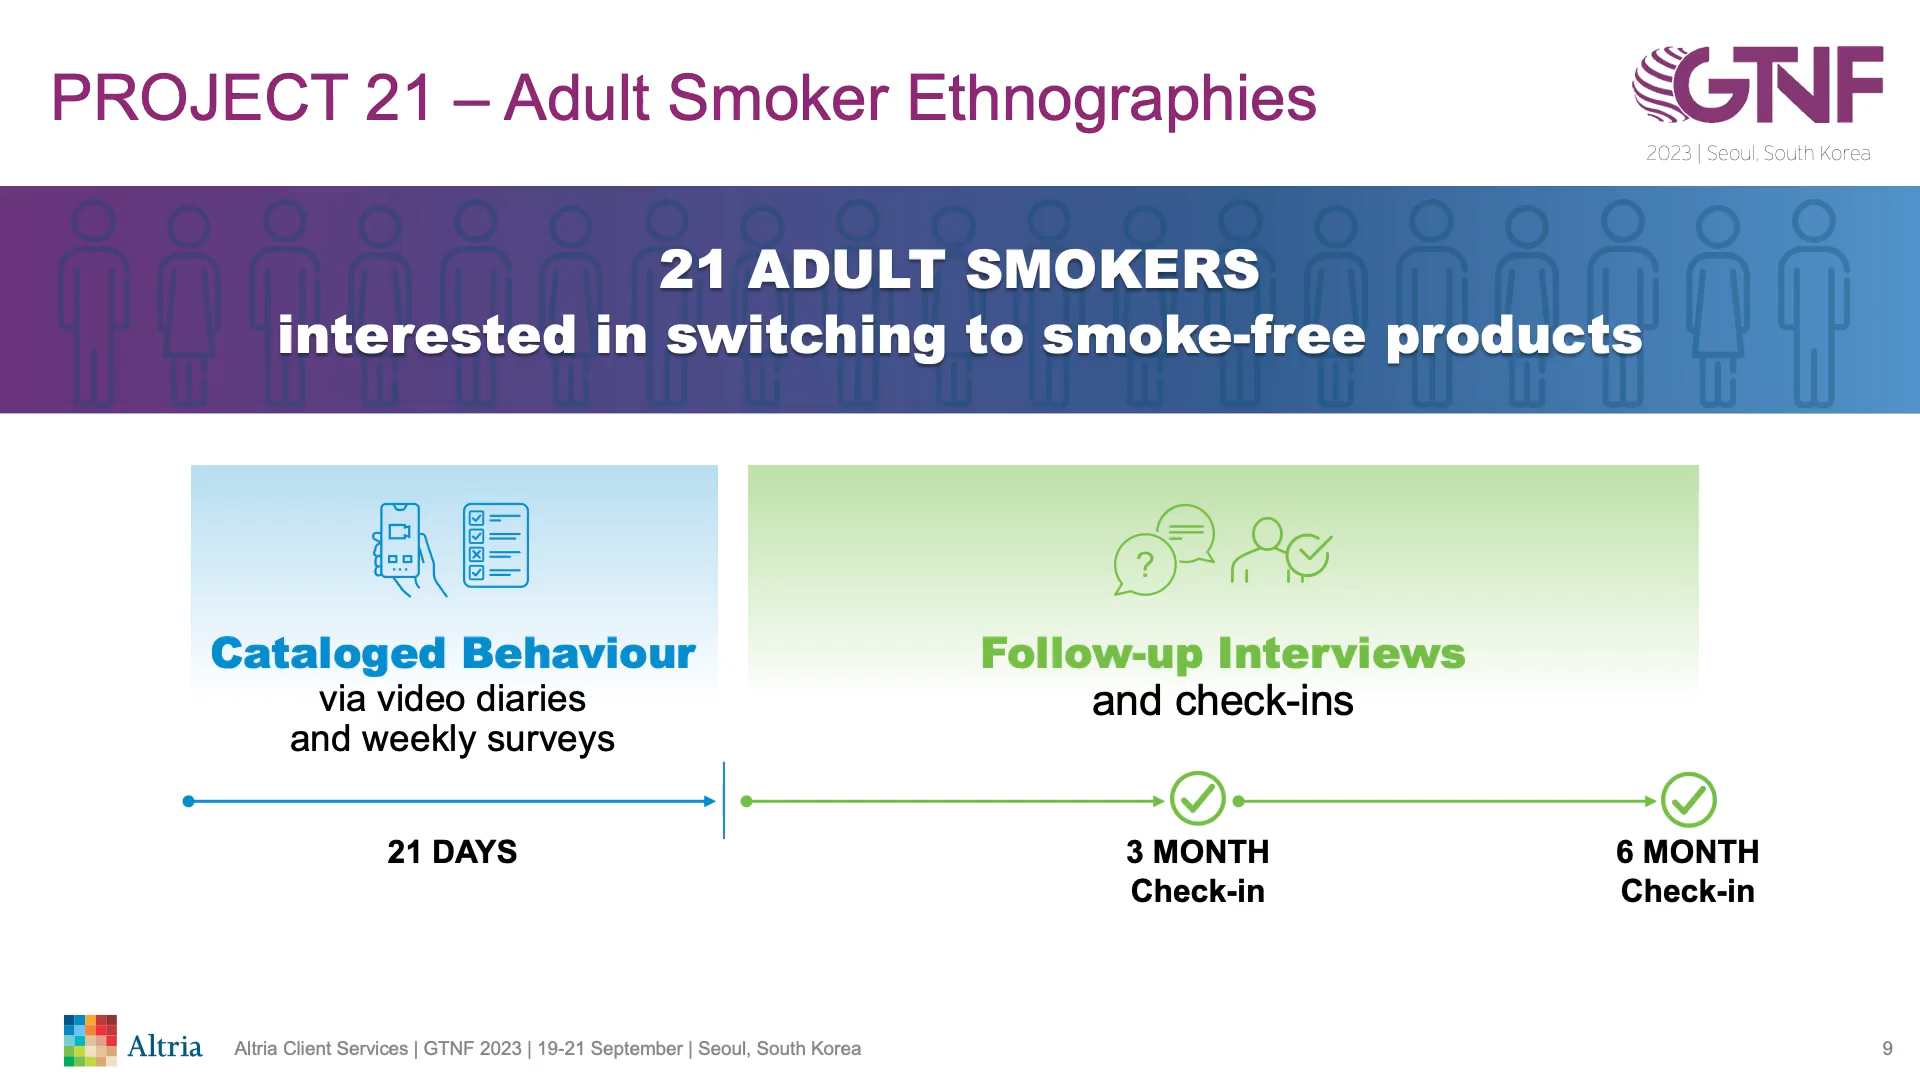 PROJECT 21 – Adult Smoker Ethnographies
GTNF
2023 | Seoul, South Korea
21 ADULT SMOKERS
interested in switching to smoke-free products
?
Cataloged Behaviour
via video diaries
and weekly surveys
Follow-up Interviews
and check-ins
21 DAYS
3 MONTH
Check-in
6 MONTH
Check-in
Altria
Altria Client Services | GTNF 2023 | 19-21 September | Seoul, South Korea
9